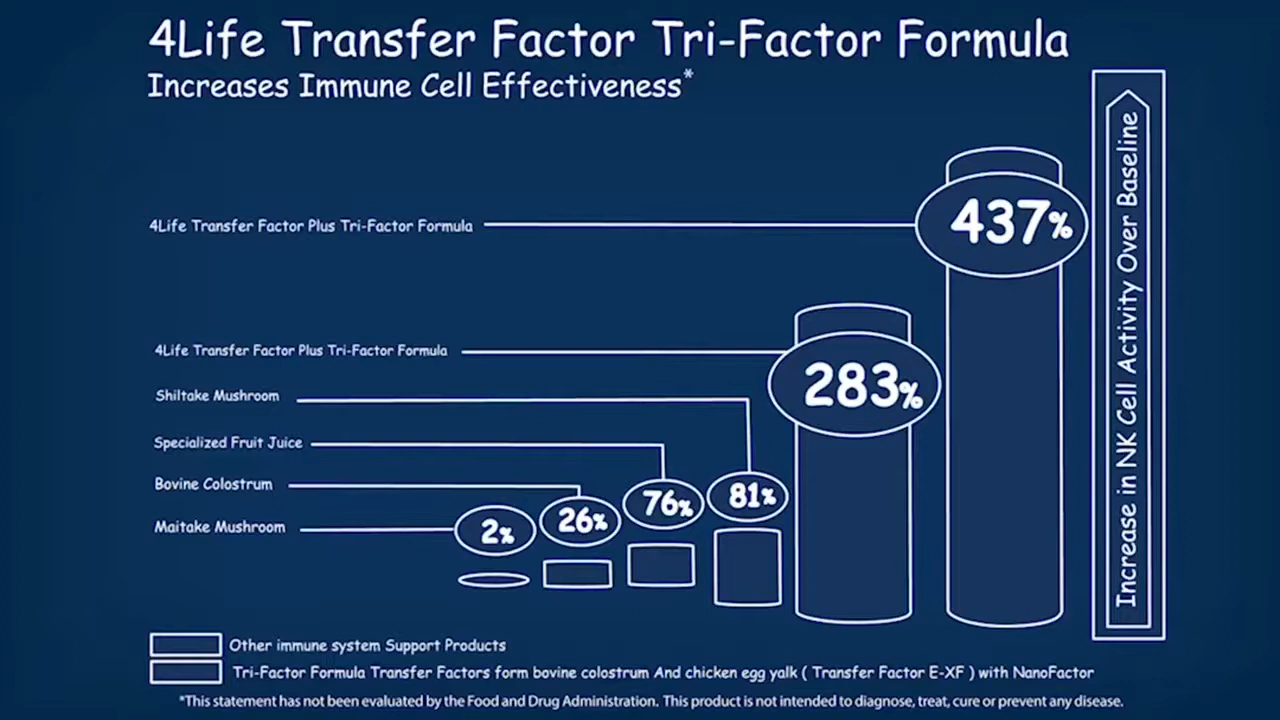 4Life Transfer Factor Tri-Factor Formula
Increases Immune Cell Effectiveness*
4Life Transfer Factor Plus Tri-Factor Formula
437%
4Life Transfer Factor Plus Tri-Factor Formula
283%
Shiltake Mushroom
81%
Specialized Fruit Juice
76%
Bovine Colostrum
26%
Maitake Mushroom
2%
Increase in NK Cell Activity Over Baseline
Other immune system Support Products
Tri-Factor Formula Transfer Factors form bovine colostrum And chicken egg yalk ( Transfer Factor E-XF ) with NanoFactor
*This statement has not been evaluated by the Food and Drug Administration. This product is not intended to diagnose, treat, cure or prevent any disease.